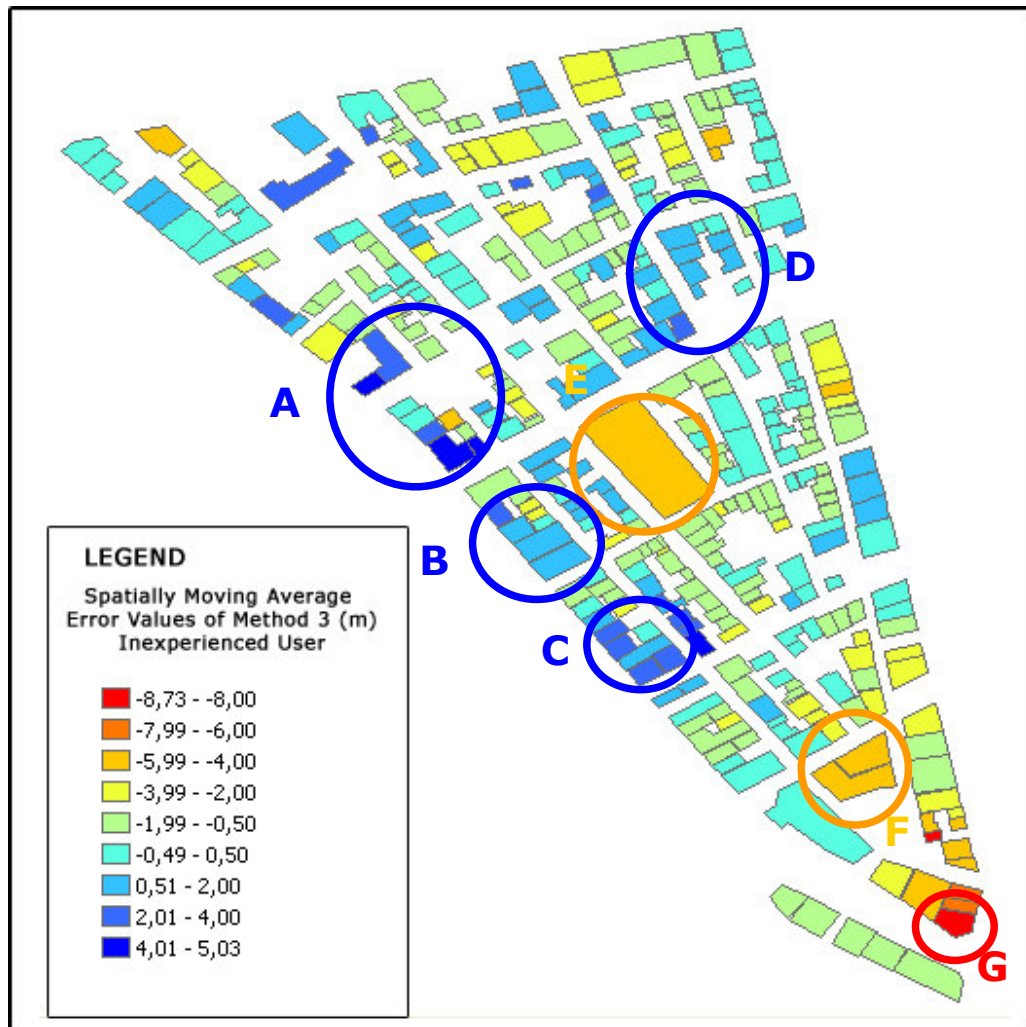 D
E
A
B
C
F
G
LEGEND
Spatially Moving Average
Error Values of Method 3 (m)
Inexperienced User
-8,73 - -8,00
-7,99 - -6,00
-5,99 - -4,00
-3,99 - -2,00
-1,99 - -0,50
-0,49 - 0,50
0,51 - 2,00
2,01 - 4,00
4,01 - 5,03